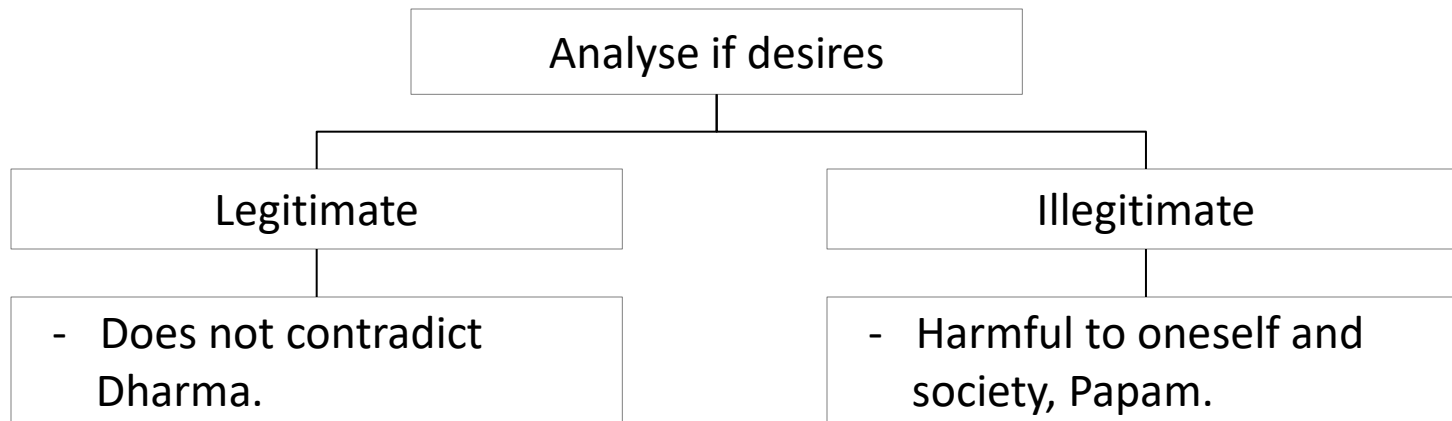 Analyse if desires
Legitimate
Illegitimate
- Does not contradict
Dharma.
- Harmful to oneself and
society, Papam.